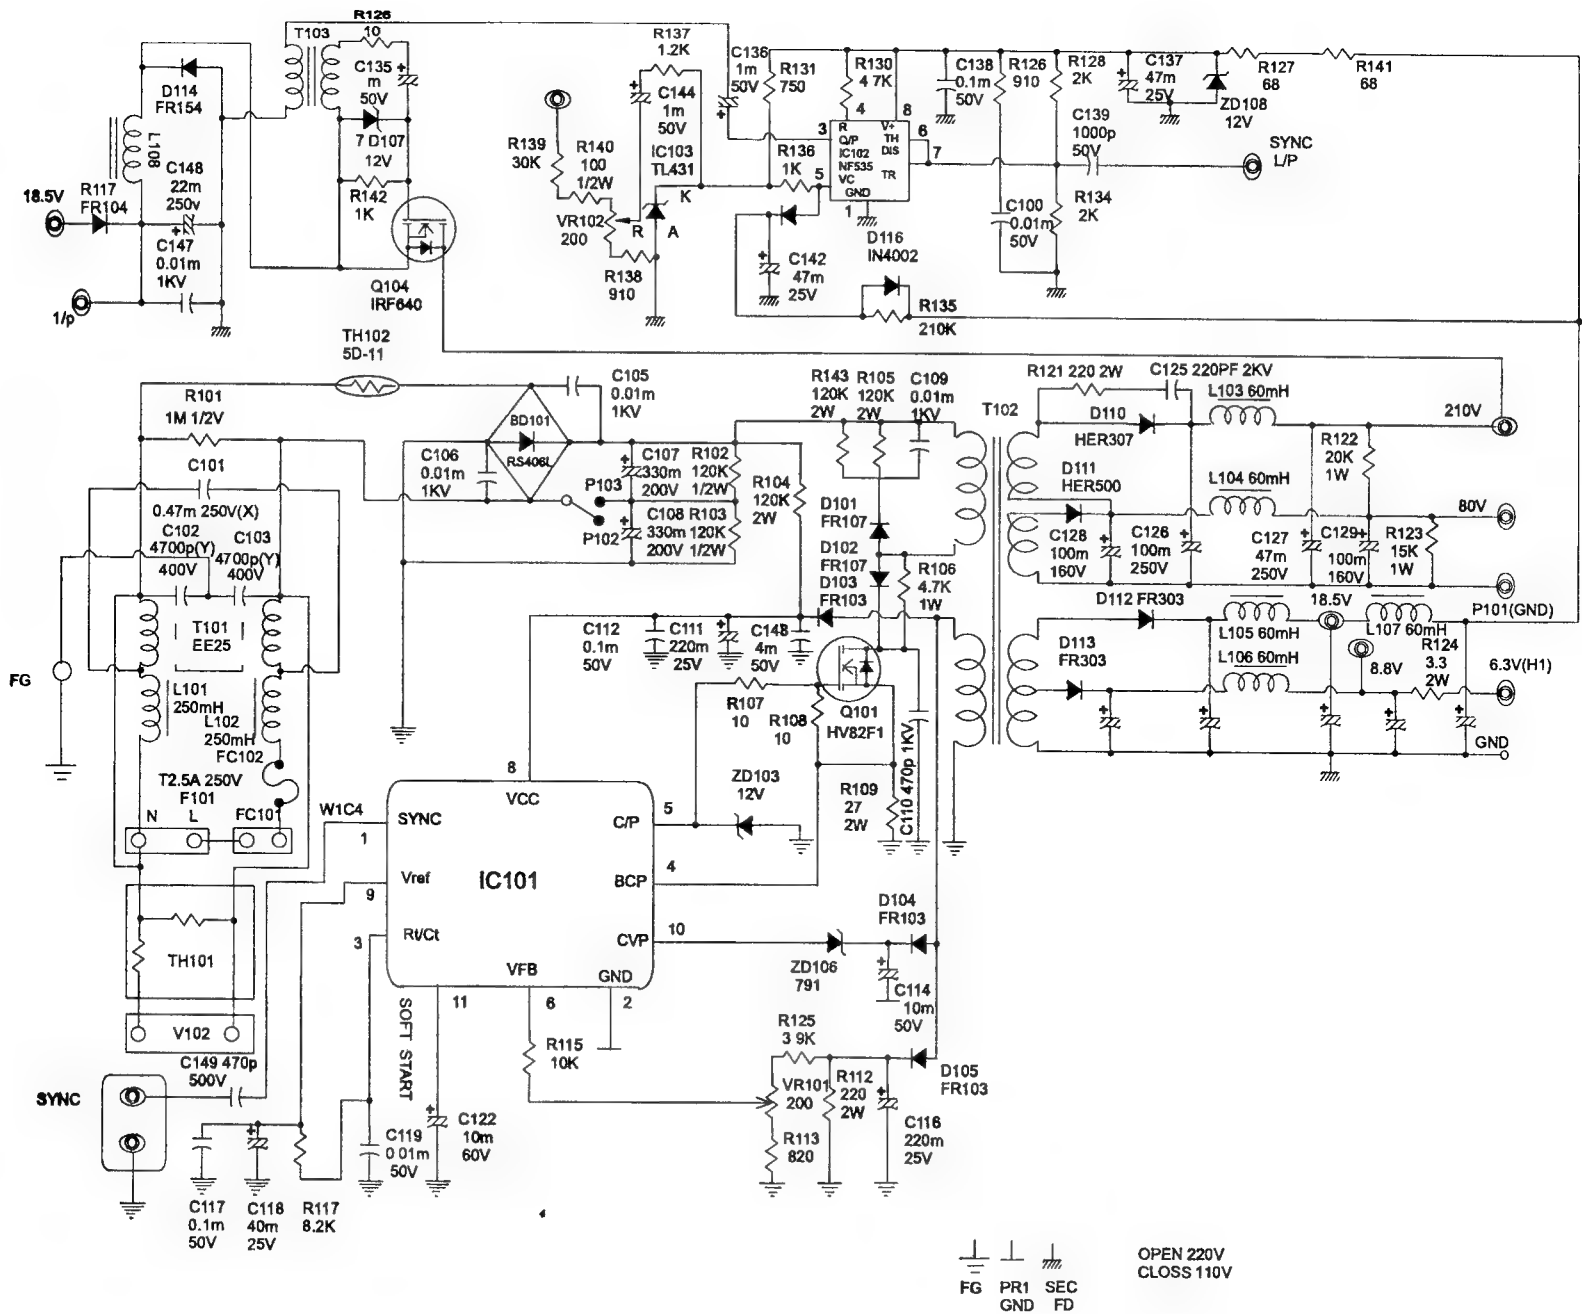 R126
10
T103
C135
m
50V
D114
FR154
7 D107
12V
L108
C148
22m
250v
R142
1K
R117
FR104
18.5V
C147
0.01m
1KV
1/p
Q104
IRF640
R137
1.2K
C144
1m
50V
R139
30K
R140
100
1/2W
IC103
TL431
K
VR102
200
R
A
R138
910
C136
1m
50V
R131
750
R130
4.7K
4
8
3
6
7
5
1
R
V+
Q/P
TH
IC102
DIS
NF535
VC
TR
GND
R136
1K
C138
0.1m
50V
R126
910
R128
2K
C139
1000p
50V
C137
47m
25V
ZD108
12V
R127
68
R141
68
SYNC
L/P
C100
0.01m
50V
R134
2K
D116
IN4002
C142
47m
25V
R135
210K
TH102
5D-11
R101
1M 1/2V
C101
0.47m 250V(X)
C102
4700p(Y)
400V
C103
4700p(Y)
400V
T101
EE25
FG
L101
250mH
L102
250mH
FC102
T2.5A 250V
F101
N
L
FC101
TH101
V102
C149 470p
500V
SYNC
C105
0.01m
1KV
BD101
RS406L
C106
0.01m
1KV
P103
P102
C107
330m
200V
R102
120K
1/2W
C108
330m
200V
R103
120K
1/2W
R104
120K
2W
R143
120K
2W
R105
120K
2W
C109
0.01m
1KV
T102
D101
FR107
D102
FR107
D103
FR103
R106
4.7K
1W
C112
0.1m
50V
C111
220m
25V
C148
4m
50V
R107
10
R108
10
Q101
HV82F1
C110 470p 1KV
R109
27
2W
ZD103
12V
R121 220 2W
C125 220PF 2KV
L103 60mH
210V
D110
HER307
R122
20K
1W
D111
HER500
L104 60mH
80V
C128
100m
160V
C126
100m
250V
C127
47m
250V
C129
100m
160V
R123
15K
1W
P101(GND)
D112 FR303
18.5V
L105 60mH
L107 60mH
D113
FR303
L106 60mH
8.8V
R124
3.3
2W
6.3V(H1)
GND
W1C4
8
VCC
SYNC
1
C/P
5
Vref
9
IC101
BCP
4
Rt/Ct
3
CVP
10
VFB
GND
11
6
2
SOFT START
D104
FR103
ZD106
791
C114
10m
50V
R115
10K
R125
3 9K
VR101
200
R112
220
2W
D105
FR103
R113
820
C116
220m
25V
C119
0 01m
50V
C122
10m
60V
C117
0.1m
50V
C118
40m
25V
R117
8.2K
FG
PR1
GND
SEC
FD
OPEN 220V
CLOSS 110V